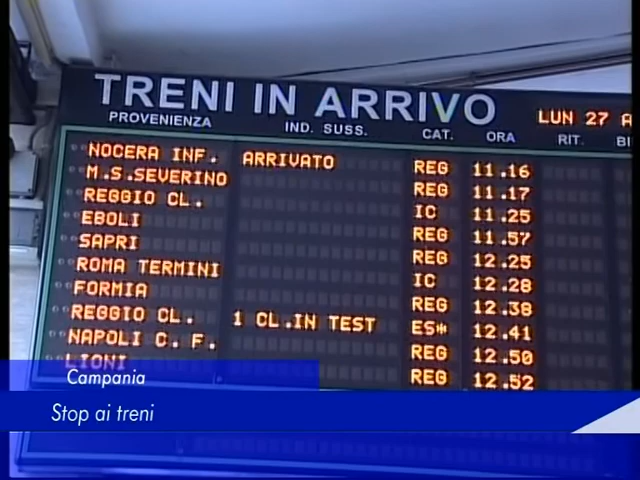 TRENI IN ARRIVO LUN 27 A
PROVENIENZA IND. SUSS. CAT. ORA RIT. BI
NOCERA INF. ARRIVATO REG 11.16
M.S.SEVERINO REG 11.17
REGGIO CL. IC 11.25
EBOLI REG 11.57
SAPRI REG 12.25
ROMA TERMINI IC 12.28
FORMIA REG 12.38
REGGIO CL. 1 CL.IN TEST ES* 12.41
NAPOLI C. F. REG 12.50
LIONI REG 12.52
Campania
Stop ai treni